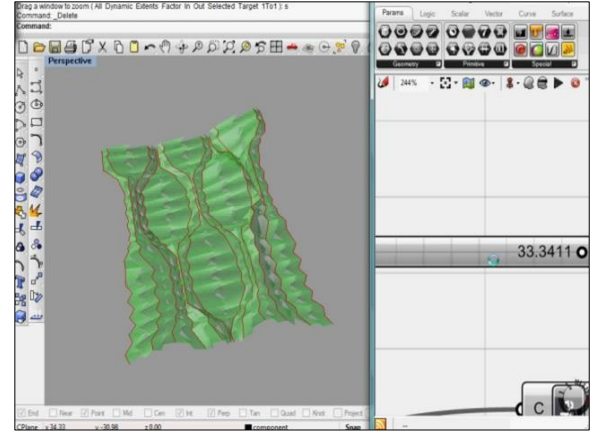 Drag a window to zoom ( All Dynamic Extents Factor In Out Selected Target 1To1 ): s
Command: _Delete
Command:
Perspective
Params Logic Scalar Vector Curve Surface
Geometry Primitive Special
244%
33.3411
C
End Near Point Mid Cen Int Perp Tan Quad Knot Project
CPlane x 34.33 y -30.98 z 0.00 component Snap